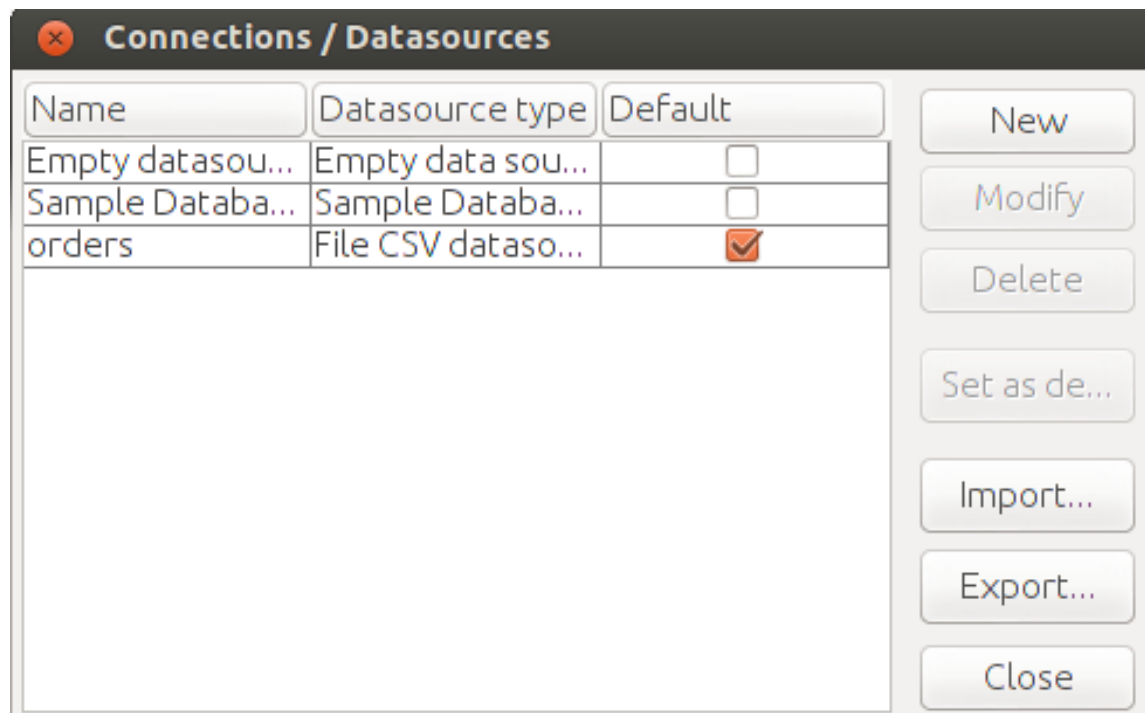 Connections / Datasources
Name Datasource type Default
Empty datasou... Empty data sou...
Sample Databa... Sample Databa...
orders File CSV dataso...
New
Modify
Delete
Set as de...
Import...
Export...
Close